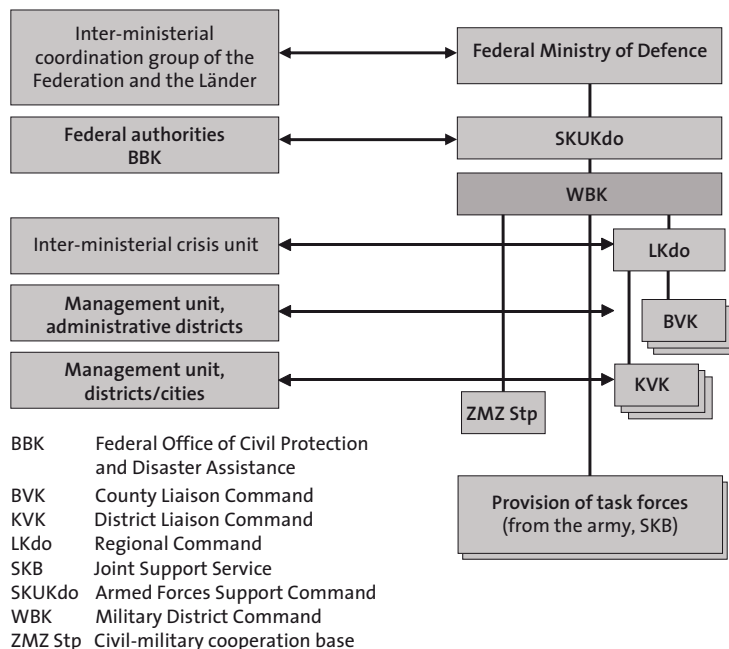 Inter-ministerial
coordination group of the
Federation and the Länder
Federal Ministry of Defence
Federal authorities
BBK
SKUKdo
WBK
Inter-ministerial crisis unit
LKdo
Management unit,
administrative districts
BVK
Management unit,
districts/cities
KVK
ZMZ Stp
Provision of task forces
(from the army, SKB)
BBK Federal Office of Civil Protection
and Disaster Assistance
BVK County Liaison Command
KVK District Liaison Command
LKdo Regional Command
SKB Joint Support Service
SKUKdo Armed Forces Support Command
WBK Military District Command
ZMZ Stp Civil-military cooperation base